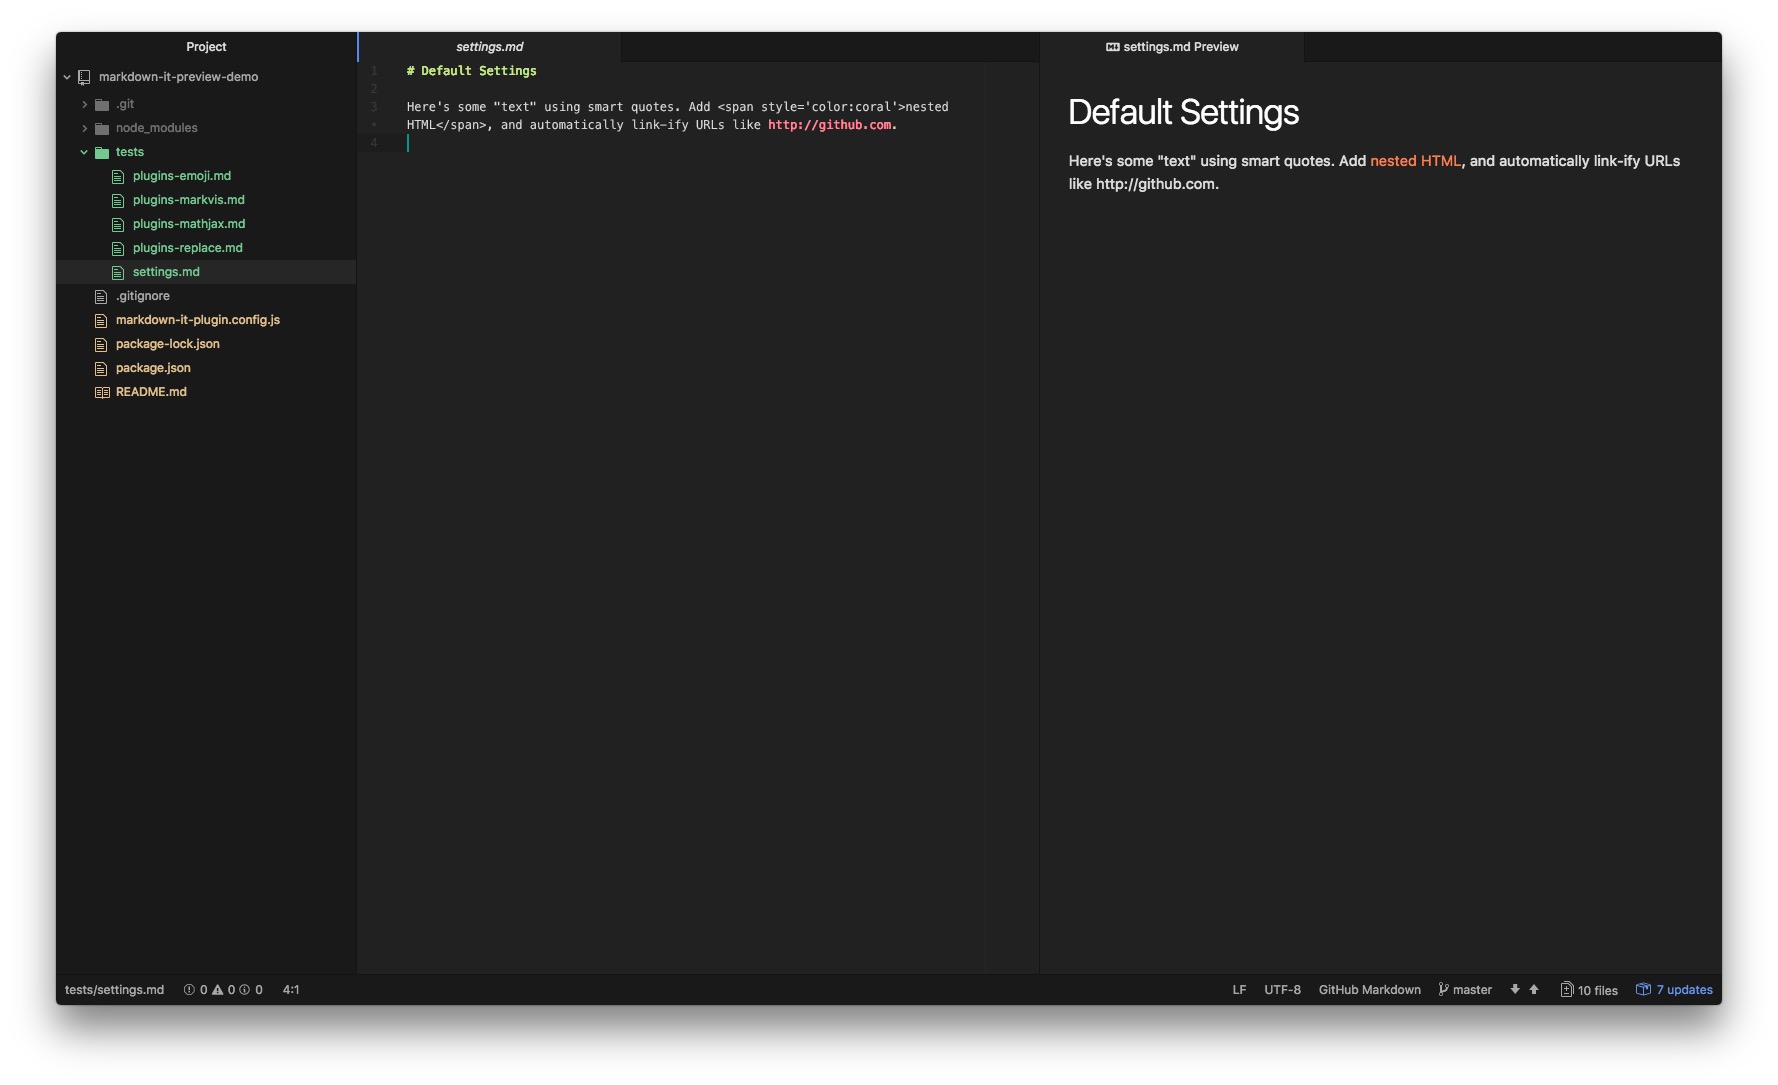 Project
markdown-it-preview-demo
.git
node_modules
tests
plugins-emoji.md
plugins-markvis.md
plugins-mathjax.md
plugins-replace.md
settings.md
.gitignore
markdown-it-plugin.config.js
package-lock.json
package.json
README.md
settings.md
1 # Default Settings
2
3 Here's some "text" using smart quotes. Add <span style='color:coral'>nested
• HTML</span>, and automatically link-ify URLs like http://github.com.
4
settings.md Preview
Default Settings
Here's some "text" using smart quotes. Add nested HTML, and automatically link-ify URLs
like http://github.com.
tests/settings.md 0 0 0 4:1 LF UTF-8 GitHub Markdown master 10 files 7 updates